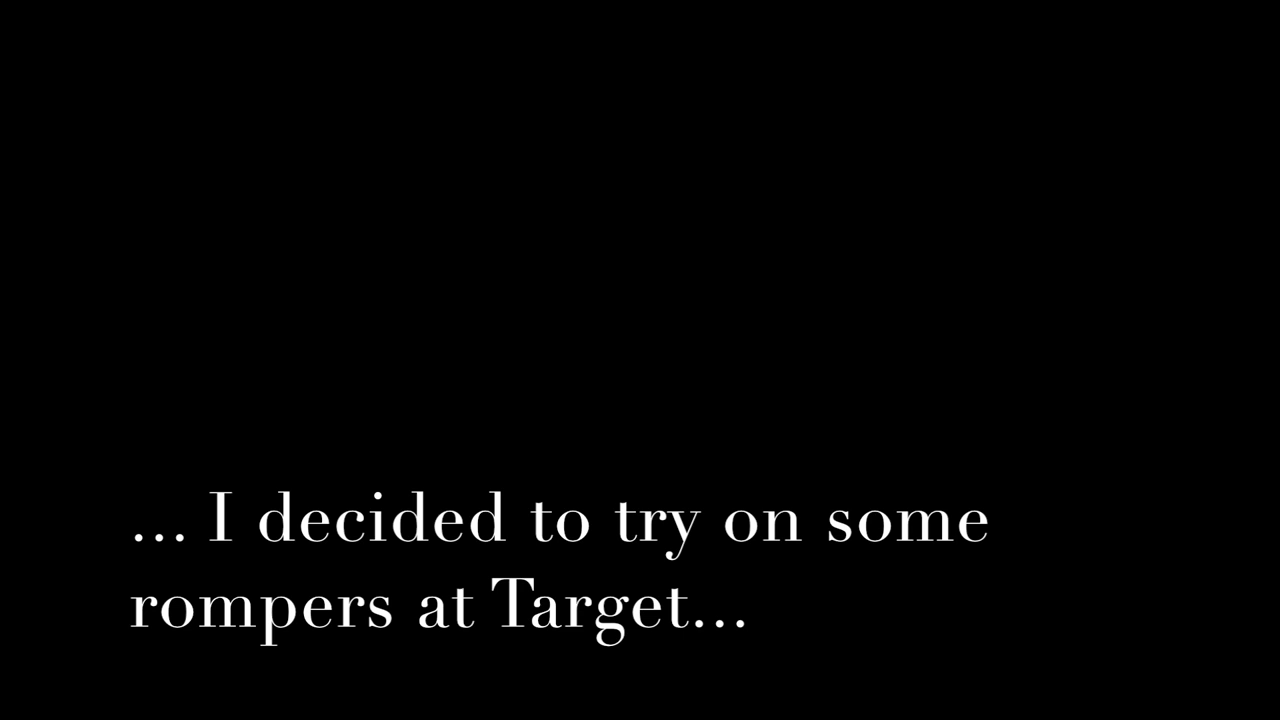 ... I decided to try on some
rompers at Target...